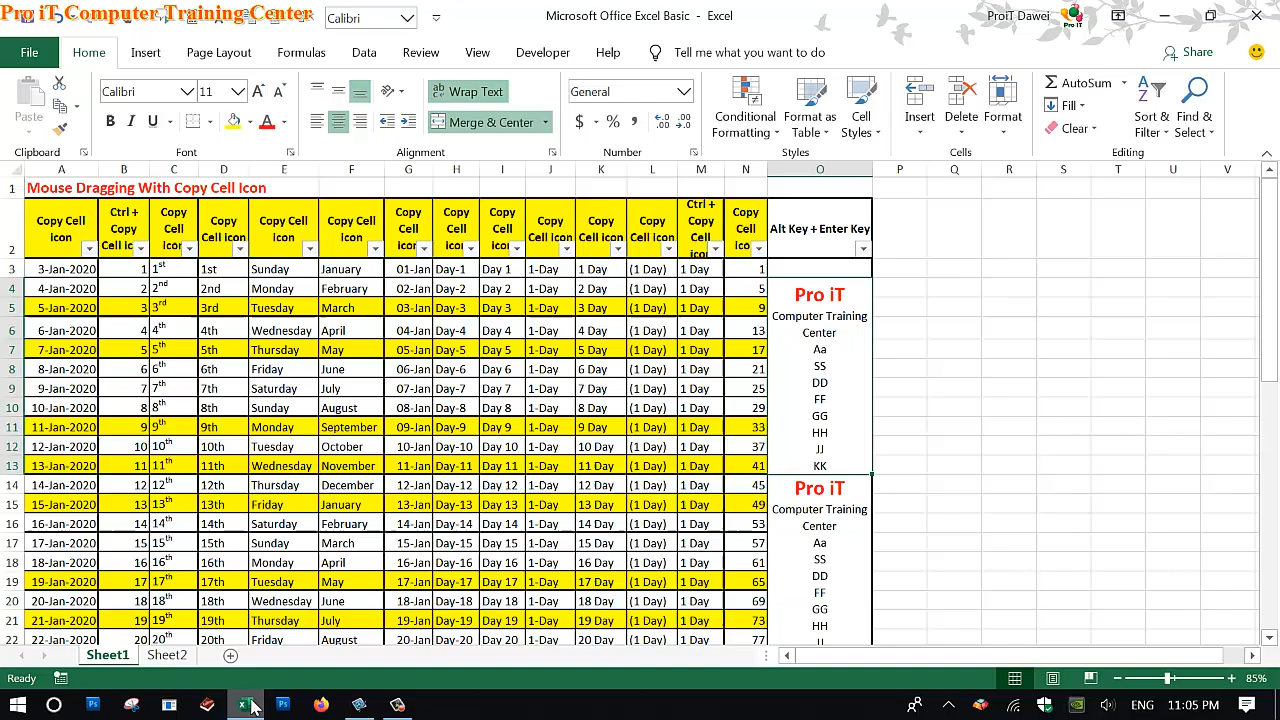 Pro iT Computer Training Center
Calibri
Microsoft Office Excel Basic - Excel
ProiT Dawei
Pro iT
File Home Insert Page Layout Formulas Data Review View Developer Help Tell me what you want to do Share
Paste
Calibri 11
B I U
ab Wrap Text
Merge & Center
General
$ % ,
Conditional Formatting
Format as Table
Cell Styles
Insert
Delete
Format
AutoSum
Fill
Clear
Sort & Filter
Find & Select
Clipboard Font Alignment Number Styles Cells Editing
A B C D E F G H I J K L M N O P Q R S T U V
1 Mouse Dragging With Copy Cell Icon
2 Copy Cell icon Ctrl + Copy Cell icon Copy Cell icon Copy Cell icon Copy Cell Icon Copy Cell Icon Copy Cell icon Copy Cell icon Copy Cell icon Copy Cell icon Copy Cell icon Copy Cell icon Ctrl + Copy Cell icon Copy Cell icon Alt Key + Enter Key
3 3-Jan-2020 1 1st 1st Sunday January 01-Jan Day-1 Day 1 1-Day 1 Day (1 Day) 1 Day 1
4 4-Jan-2020 2 2nd 2nd Monday February 02-Jan Day-2 Day 2 1-Day 2 Day (1 Day) 1 Day 5 Pro iT
5 5-Jan-2020 3 3rd 3rd Tuesday March 03-Jan Day-3 Day 3 1-Day 3 Day (1 Day) 1 Day 9 Computer Training
6 6-Jan-2020 4 4th 4th Wednesday April 04-Jan Day-4 Day 4 1-Day 4 Day (1 Day) 1 Day 13 Center
7 7-Jan-2020 5 5th 5th Thursday May 05-Jan Day-5 Day 5 1-Day 5 Day (1 Day) 1 Day 17 Aa
8 8-Jan-2020 6 6th 6th Friday June 06-Jan Day-6 Day 6 1-Day 6 Day (1 Day) 1 Day 21 SS
9 9-Jan-2020 7 7th 7th Saturday July 07-Jan Day-7 Day 7 1-Day 7 Day (1 Day) 1 Day 25 DD
10 10-Jan-2020 8 8th 8th Sunday August 08-Jan Day-8 Day 8 1-Day 8 Day (1 Day) 1 Day 29 FF
GG
11 11-Jan-2020 9 9th 9th Monday September 09-Jan Day-9 Day 9 1-Day 9 Day (1 Day) 1 Day 33 HH
12 12-Jan-2020 10 10th 10th Tuesday October 10-Jan Day-10 Day 10 1-Day 10 Day (1 Day) 1 Day 37 JJ
13 13-Jan-2020 11 11th 11th Wednesday November 11-Jan Day-11 Day 11 1-Day 11 Day (1 Day) 1 Day 41 KK
14 14-Jan-2020 12 12th 12th Thursday December 12-Jan Day-12 Day 12 1-Day 12 Day (1 Day) 1 Day 45 Pro iT
15 15-Jan-2020 13 13th 13th Friday January 13-Jan Day-13 Day 13 1-Day 13 Day (1 Day) 1 Day 49 Computer Training
16 16-Jan-2020 14 14th 14th Saturday February 14-Jan Day-14 Day 14 1-Day 14 Day (1 Day) 1 Day 53 Center
17 17-Jan-2020 15 15th 15th Sunday March 15-Jan Day-15 Day 15 1-Day 15 Day (1 Day) 1 Day 57 Aa
18 18-Jan-2020 16 16th 16th Monday April 16-Jan Day-16 Day 16 1-Day 16 Day (1 Day) 1 Day 61 SS
19 19-Jan-2020 17 17th 17th Tuesday May 17-Jan Day-17 Day 17 1-Day 17 Day (1 Day) 1 Day 65 DD
20 20-Jan-2020 18 18th 18th Wednesday June 18-Jan Day-18 Day 18 1-Day 18 Day (1 Day) 1 Day 69 FF
GG
21 21-Jan-2020 19 19th 19th Thursday July 19-Jan Day-19 Day 19 1-Day 19 Day (1 Day) 1 Day 73 HH
22 22-Jan-2020 20 20th 20th Friday August 20-Jan Day-20 Day 20 1-Day 20 Day (1 Day) 1 Day 77
Sheet1 Sheet2
Ready 85%
ENG 11:05 PM